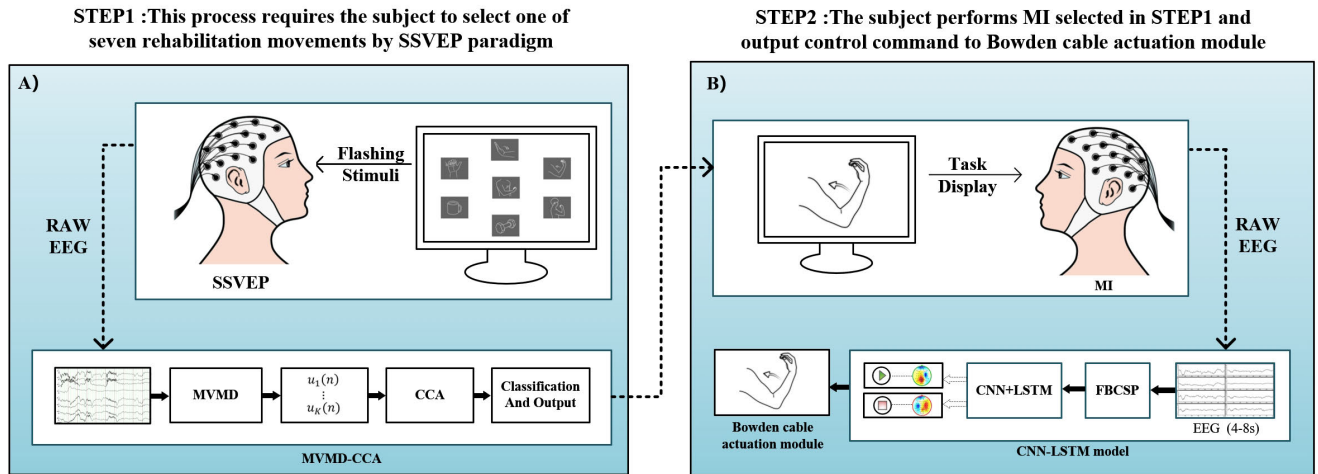 STEP1 :This process requires the subject to select one of
seven rehabilitation movements by SSVEP paradigm
STEP2 :The subject performs MI selected in STEP1 and
output control command to Bowden cable actuation module
A)
Flashing
Stimuli
RAW
EEG
SSVEP
MVMD
u₁(n)
⋮
u_K(n)
CCA
Classification
And Output
MVMD-CCA
B)
Task
Display
RAW
EEG
MI
Bowden cable
actuation module
CNN+LSTM
FBCSP
EEG (4-8s)
CNN-LSTM model